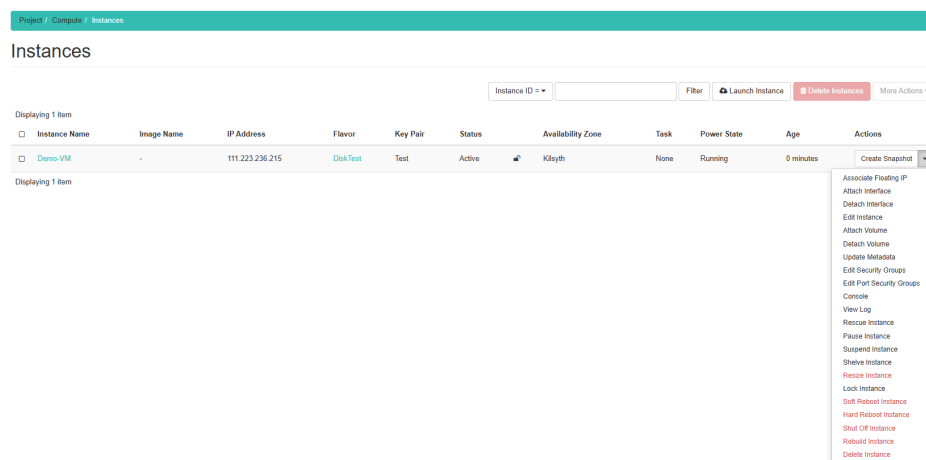 Project / Compute / Instances
Instances
Instance ID = Filter Launch Instance Delete Instances More Actions
Displaying 1 item
Instance Name Image Name IP Address Flavor Key Pair Status Availability Zone Task Power State Age Actions
Demo-VM - 111.223.236.215 DiskTest Test Active Kilsyth None Running 0 minutes Create Snapshot
Displaying 1 item
Associate Floating IP
Attach Interface
Detach Interface
Edit Instance
Attach Volume
Detach Volume
Update Metadata
Edit Security Groups
Edit Port Security Groups
Console
View Log
Rescue Instance
Pause Instance
Suspend Instance
Shelve Instance
Resize Instance
Lock Instance
Soft Reboot Instance
Hard Reboot Instance
Shut Off Instance
Rebuild Instance
Delete Instance